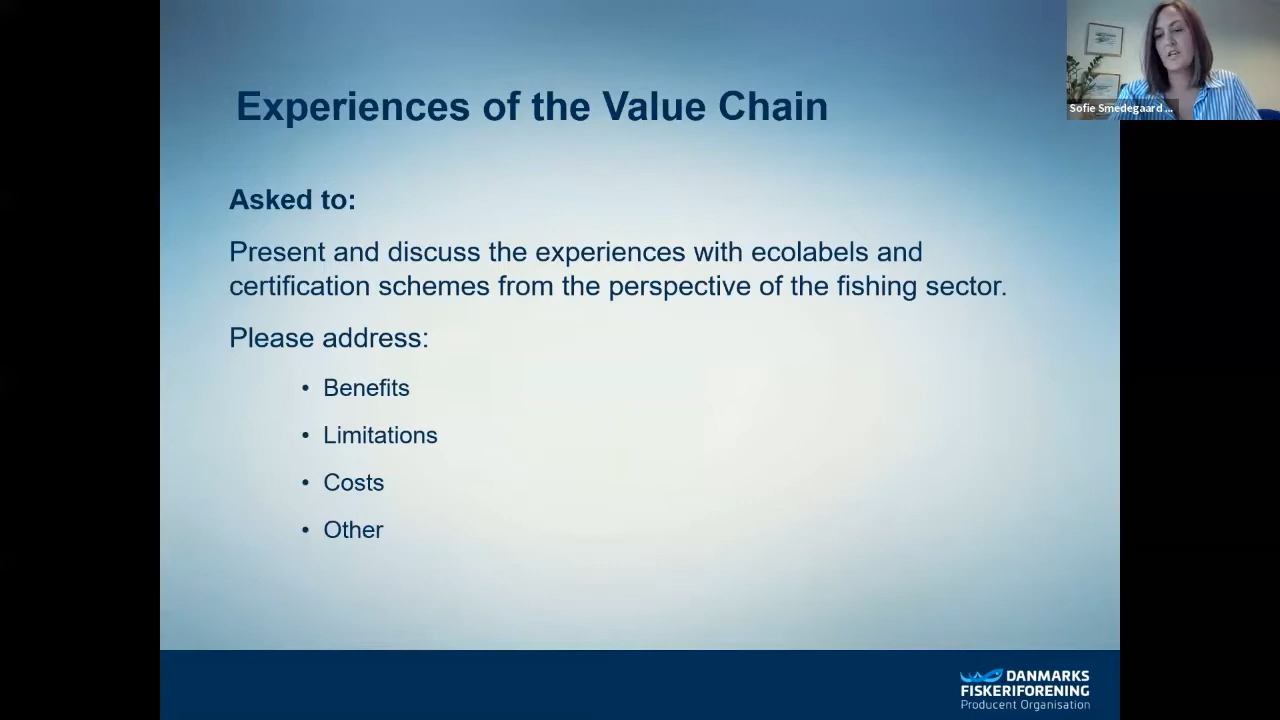 Experiences of the Value Chain
Sofie Smedegaard ...
Asked to:
Present and discuss the experiences with ecolabels and
certification schemes from the perspective of the fishing sector.
Please address:
• Benefits
• Limitations
• Costs
• Other
DANMARKS
FISKERIFORENING
Producent Organisation